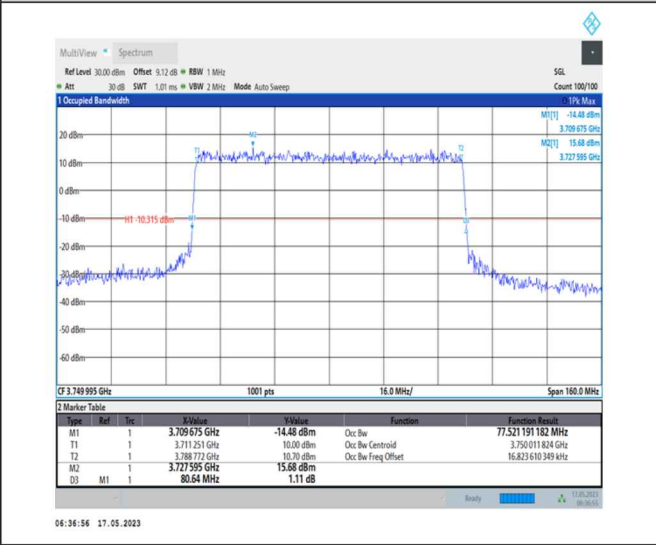 MultiView Spectrum
Ref Level 30.00 dBm Offset 9.12 dB RBW 1 MHz SGL
Att 30 dB SWT 1.01 ms VBW 2 MHz Mode Auto Sweep Count 100/100
1 Occupied Bandwidth 1Pk Max
M1[1] -14.48 dBm
3.709 675 GHz
M2[1] 15.68 dBm
3.727 595 GHz
20 dBm
M2
T1
T2
10 dBm
0 dBm
-10 dBm
H1 -10.315 dBm
M1
-20 dBm
-30 dBm
-40 dBm
-50 dBm
-60 dBm
CF 3.749 995 GHz 1001 pts 16.0 MHz/ Span 160.0 MHz
2 Marker Table
Type Ref Trc X-Value Y-Value Function Function Result
M1 1 3.709 675 GHz -14.48 dBm Occ Bw 77.521 191 182 MHz
T1 1 3.711 251 GHz 10.00 dBm Occ Bw Centroid 3.750 011 824 GHz
T2 1 3.788 772 GHz 10.70 dBm Occ Bw Freq Offset 16.823 610 349 kHz
M2 1 3.727 595 GHz 15.68 dBm
D3 M1 1 80.64 MHz 1.11 dB
Ready 17.05.2023
06:36:56
06:36:56 17.05.2023